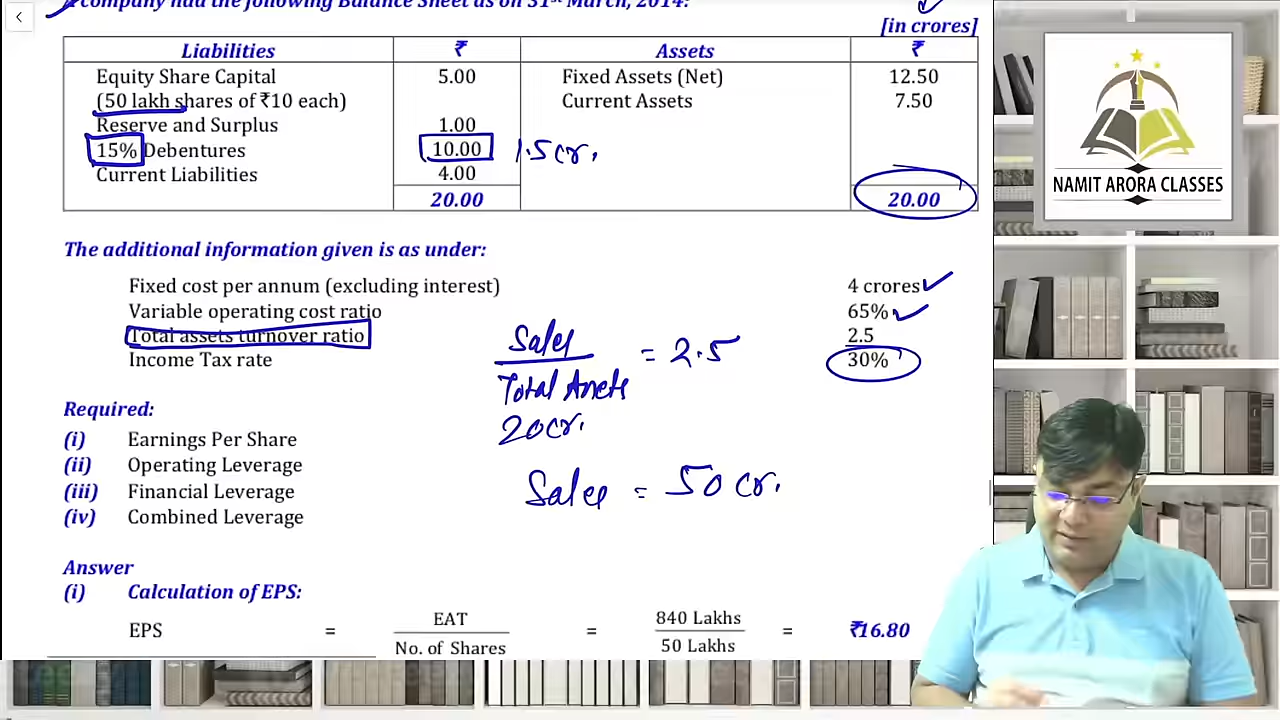 company had the following Balance Sheet as on 31st March, 2014:
[in crores]
Liabilities ₹ Assets ₹
Equity Share Capital 5.00 Fixed Assets (Net) 12.50
(50 lakh shares of ₹10 each) Current Assets 7.50
Reserve and Surplus 1.00
15% Debentures 10.00 1.5 cr.
Current Liabilities 4.00
20.00 20.00
The additional information given is as under:
Fixed cost per annum (excluding interest) 4 crores
Variable operating cost ratio 65%
Total assets turnover ratio 2.5
Income Tax rate 30%
Sales
Total Assets = 2.5
20cr.
Sales = 50 cr.
Required:
(i) Earnings Per Share
(ii) Operating Leverage
(iii) Financial Leverage
(iv) Combined Leverage
Answer
(i) Calculation of EPS:
EPS = EAT = 840 Lakhs = ₹16.80
No. of Shares 50 Lakhs
NAMIT ARORA CLASSES